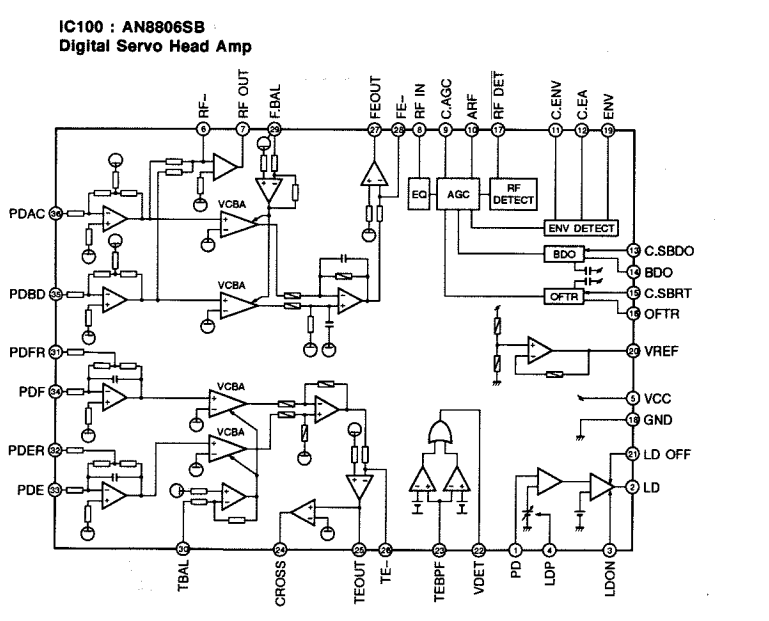 IC100 : AN8806SB
Digital Servo Head Amp
RF-
RF OUT
F.BAL
FEOUT
FE-
RF IN
C.AGC
ARF
RF DET
C.ENV
C.EA
ENV
6
7
29
27
28
8
9
10
17
11
12
19
PDAC
36
VCBA
EQ
AGC
RF
DETECT
ENV DETECT
BDO
13
C.SBDO
14
BDO
PDBD
35
VCBA
OFTR
15
C.SBRT
16
OFTR
PDFR
31
20
VREF
PDF
34
VCBA
5
VCC
18
GND
VCBA
PDER
32
21
LD OFF
PDE
33
2
LD
30
24
25
26
23
22
1
4
3
TBAL
CROSS
TEOUT
TE-
TEBPF
VDET
PD
LDP
LDON